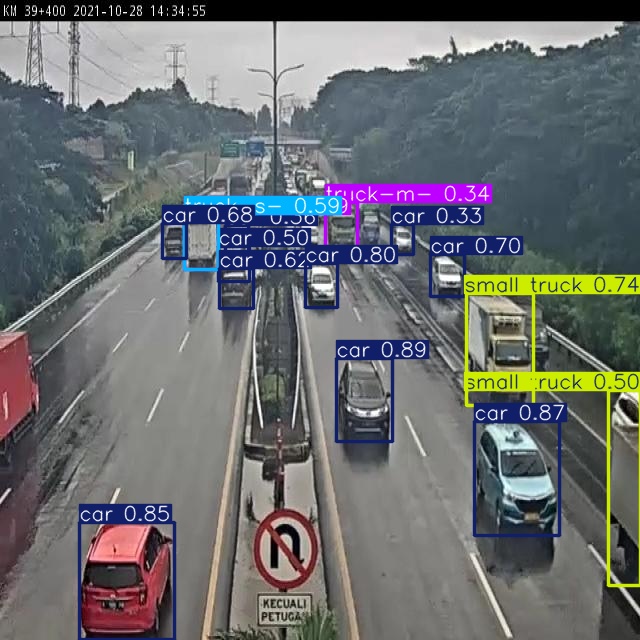 KM 39+400 2021-10-28 14:34:55
truck-m- 0.34
car 0.68
s- 0.59
car 0.33
car 0.50
car 0.62
car 0.80
car 0.70
small truck 0.74
car 0.89
small truck 0.50
car 0.87
car 0.85
KECUALI
PETUGAS